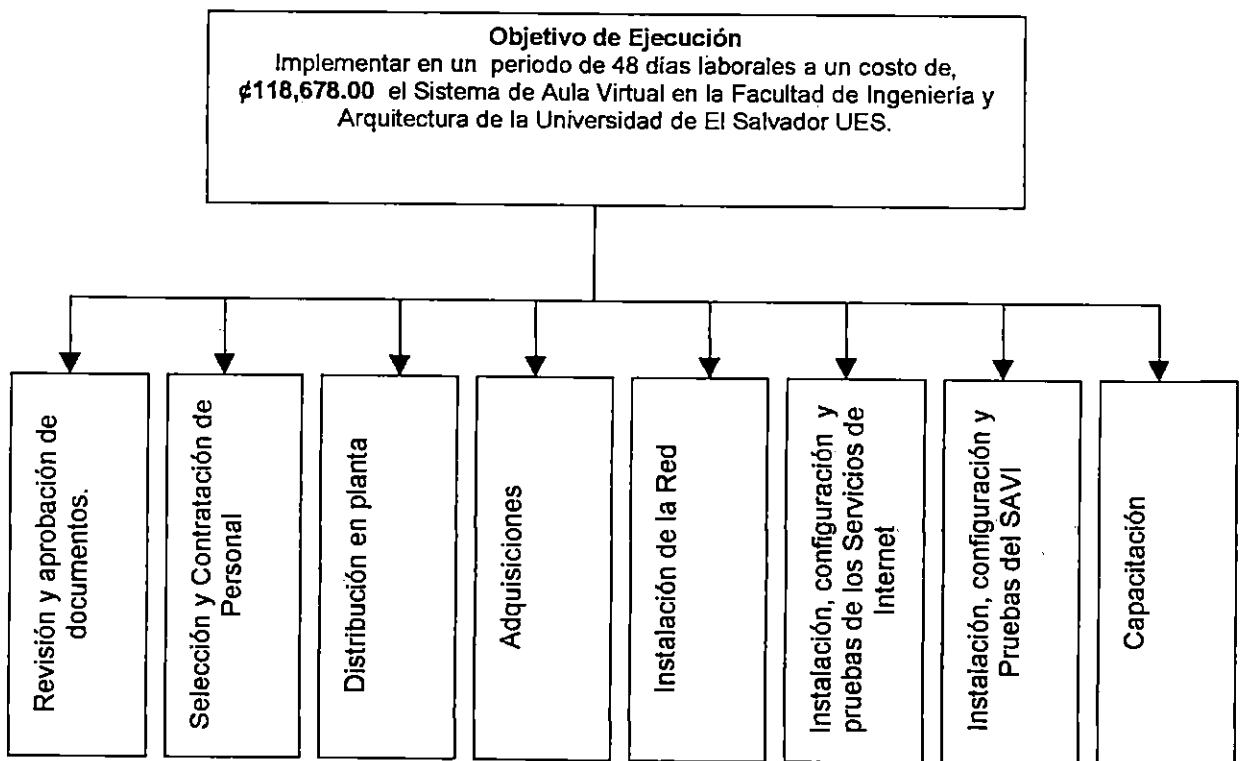 Objetivo de Ejecución
Implementar en un periodo de 48 días laborales a un costo de,
¢118,678.00 el Sistema de Aula Virtual en la Facultad de Ingeniería y
Arquitectura de la Universidad de El Salvador UES.
Revisión y aprobación de
documentos.
Selección y Contratación de
Personal
Distribución en planta
Adquisiciones
Instalación de la Red
Instalación, configuración y
pruebas de los Servicios de
Internet
Instalación, configuración y
Pruebas del SAVI
Capacitación